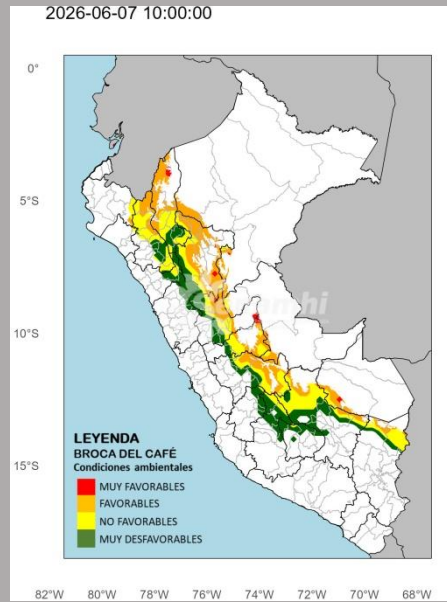 2026-06-07 10:00:00
0°
5°S
10°S
15°S
senamhi
LEYENDA
BROCA DEL CAFÉ
Condiciones ambientales
MUY FAVORABLES
FAVORABLES
NO FAVORABLES
MUY DESFAVORABLES
82°W 80°W 78°W 76°W 74°W 72°W 70°W 68°W